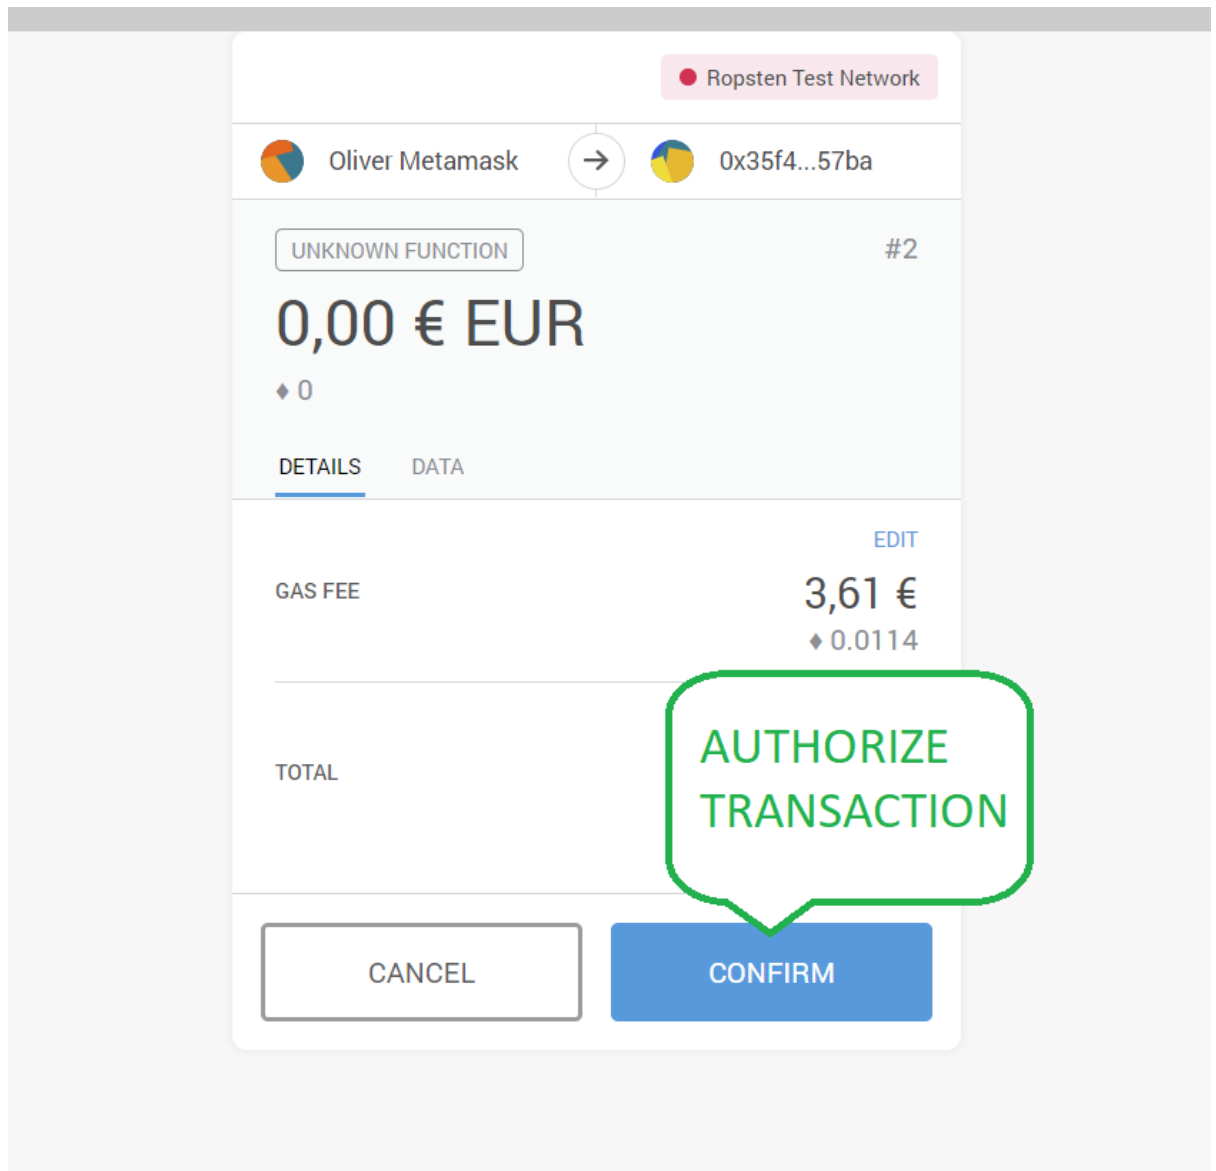 Ropsten Test Network
Oliver Metamask
0x35f4...57ba
UNKNOWN FUNCTION
#2
0,00 € EUR
♦ 0
DETAILS
DATA
EDIT
GAS FEE
3,61 €
♦ 0.0114
AUTHORIZE
TRANSACTION
TOTAL
CANCEL
CONFIRM